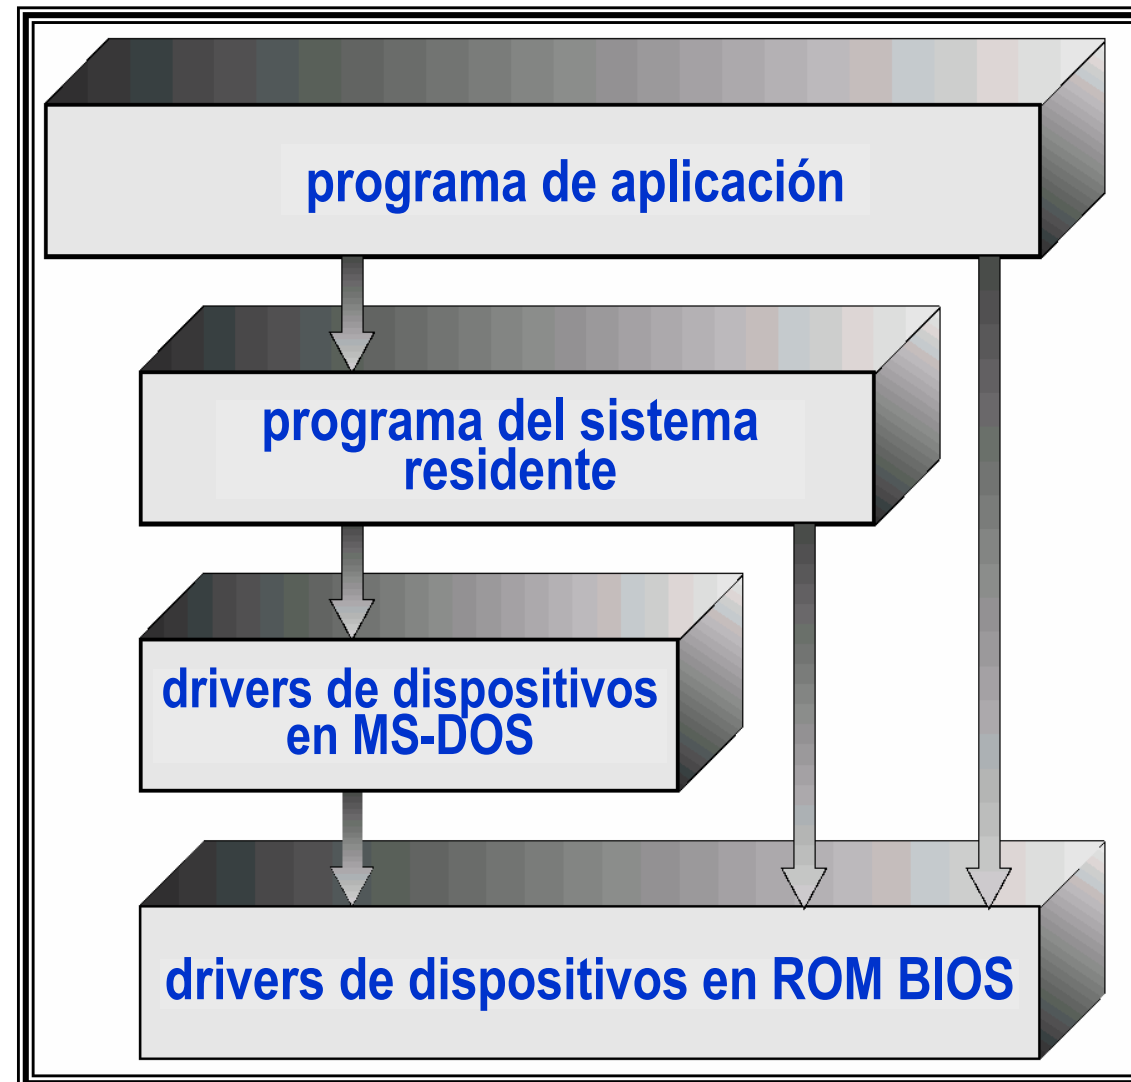 programa de aplicación
programa del sistema
residente
drivers de dispositivos
en MS-DOS
drivers de dispositivos en ROM BIOS